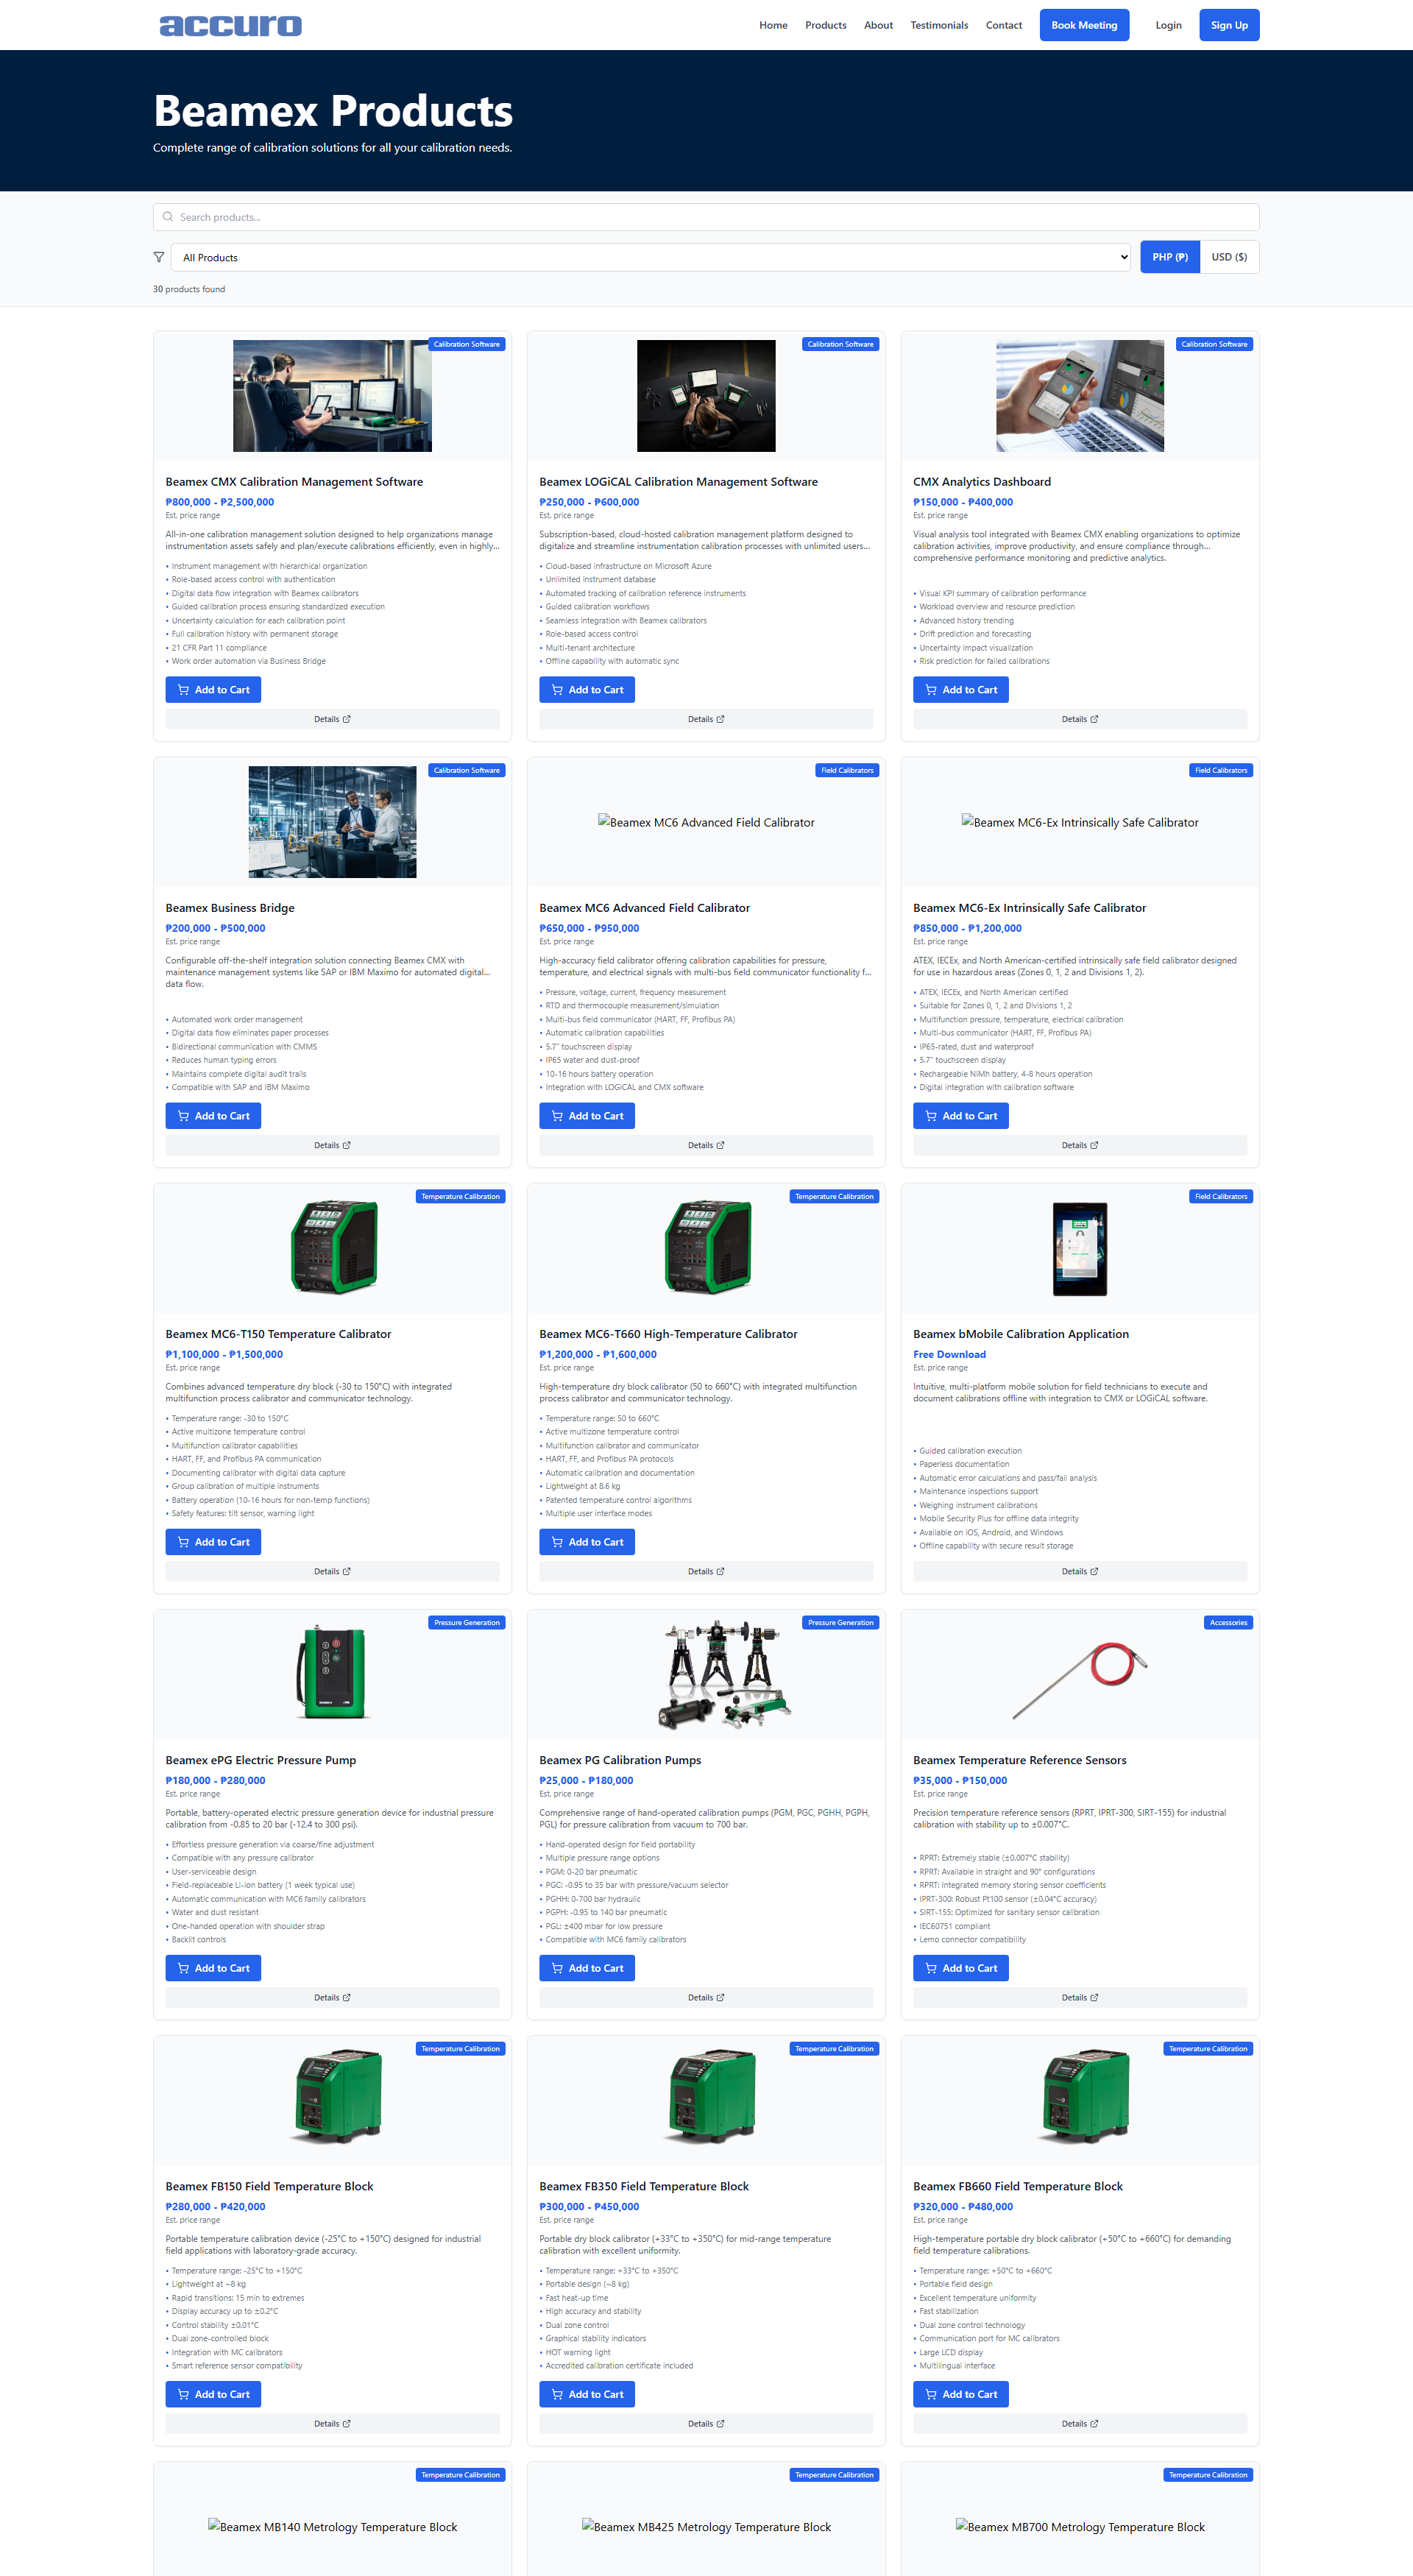 accuro
Home Products About Testimonials Contact Book Meeting Login Sign Up
Beamex Products
Complete range of calibration solutions for all your calibration needs.
Search products...
All Products
PHP (₱) USD ($)
30 products found
Calibration Software
Beamex CMX Calibration Management Software
₱800,000 - ₱2,500,000
Est. price range
All-in-one calibration management solution designed to help organizations manage
instrumentation assets safely and plan/execute calibrations efficiently, even in highly...
• Instrument management with hierarchical organization
• Role-based access control with authentication
• Digital data flow integration with Beamex calibrators
• Guided calibration process ensuring standardized execution
• Uncertainty calculation for each calibration point
• Full calibration history with permanent storage
• 21 CFR Part 11 compliance
• Work order automation via Business Bridge
Add to Cart
Details
Calibration Software
Beamex LOGiCAL Calibration Management Software
₱250,000 - ₱600,000
Est. price range
Subscription-based, cloud-hosted calibration management platform designed to
digitalize and streamline instrumentation calibration processes with unlimited users...
• Cloud-based infrastructure on Microsoft Azure
• Unlimited instrument database
• Automated tracking of calibration reference instruments
• Guided calibration workflows
• Seamless integration with Beamex calibrators
• Role-based access control
• Multi-tenant architecture
• Offline capability with automatic sync
Add to Cart
Details
Calibration Software
CMX Analytics Dashboard
₱150,000 - ₱400,000
Est. price range
Visual analysis tool integrated with Beamex CMX enabling organizations to optimize
calibration activities, improve productivity, and ensure compliance through...
comprehensive performance monitoring and predictive analytics.
• Visual KPI summary of calibration performance
• Workload overview and resource prediction
• Advanced history trending
• Drift prediction and forecasting
• Uncertainty impact visualization
• Risk prediction for failed calibrations
Add to Cart
Details
Calibration Software
Beamex Business Bridge
₱200,000 - ₱500,000
Est. price range
Configurable off-the-shelf integration solution connecting Beamex CMX with
maintenance management systems like SAP or IBM Maximo for automated digital...
data flow.
• Automated work order management
• Digital data flow eliminates paper processes
• Bidirectional communication with CMMS
• Reduces human typing errors
• Maintains complete digital audit trails
• Compatible with SAP and IBM Maximo
Add to Cart
Details
Field Calibrators
Beamex MC6 Advanced Field Calibrator
Beamex MC6 Advanced Field Calibrator
₱650,000 - ₱950,000
Est. price range
High-accuracy field calibrator offering calibration capabilities for pressure,
temperature, and electrical signals with multi-bus field communicator functionality f...
• Pressure, voltage, current, frequency measurement
• RTD and thermocouple measurement/simulation
• Multi-bus field communicator (HART, FF, Profibus PA)
• Automatic calibration capabilities
• 5.7" touchscreen display
• IP65 water and dust-proof
• 10-16 hours battery operation
• Integration with LOGiCAL and CMX software
Add to Cart
Details
Field Calibrators
Beamex MC6-Ex Intrinsically Safe Calibrator
Beamex MC6-Ex Intrinsically Safe Calibrator
₱850,000 - ₱1,200,000
Est. price range
ATEX, IECEx, and North American-certified intrinsically safe field calibrator designed
for use in hazardous areas (Zones 0, 1, 2 and Divisions 1, 2).
• ATEX, IECEx, and North American certified
• Suitable for Zones 0, 1, 2 and Divisions 1, 2
• Multifunction pressure, temperature, electrical calibration
• Multi-bus communicator (HART, FF, Profibus PA)
• IP65-rated, dust and waterproof
• 5.7" touchscreen display
• Rechargeable NiMh battery, 4-8 hours operation
• Digital integration with calibration software
Add to Cart
Details
Temperature Calibration
Beamex MC6-T150 Temperature Calibrator
₱1,100,000 - ₱1,500,000
Est. price range
Combines advanced temperature dry block (-30 to 150°C) with integrated
multifunction process calibrator and communicator technology.
• Temperature range: -30 to 150°C
• Active multizone temperature control
• Multifunction calibrator capabilities
• HART, FF, and Profibus PA communication
• Documenting calibrator with digital data capture
• Group calibration of multiple instruments
• Battery operation (10-16 hours for non-temp functions)
• Safety features: tilt sensor, warning light
Add to Cart
Details
Temperature Calibration
Beamex MC6-T660 High-Temperature Calibrator
₱1,200,000 - ₱1,600,000
Est. price range
High-temperature dry block calibrator (50 to 660°C) with integrated multifunction
process calibrator and communicator technology.
• Temperature range: 50 to 660°C
• Active multizone temperature control
• Multifunction calibrator and communicator
• HART, FF, and Profibus PA protocols
• Automatic calibration and documentation
• Lightweight at 8.6 kg
• Patented temperature control algorithms
• Multiple user interface modes
Add to Cart
Details
Field Calibrators
Beamex bMobile Calibration Application
Free Download
Est. price range
Intuitive, multi-platform mobile solution for field technicians to execute and
document calibrations offline with integration to CMX or LOGiCAL software.
• Guided calibration execution
• Paperless documentation
• Automatic error calculations and pass/fail analysis
• Maintenance inspections support
• Weighing instrument calibrations
• Mobile Security Plus for offline data integrity
• Available on iOS, Android, and Windows
• Offline capability with secure result storage
Details
Pressure Generation
Beamex ePG Electric Pressure Pump
₱180,000 - ₱280,000
Est. price range
Portable, battery-operated electric pressure generation device for industrial pressure
calibration from -0.85 to 20 bar (-12.4 to 300 psi).
• Effortless pressure generation via coarse/fine adjustment
• Compatible with any pressure calibrator
• User-serviceable design
• Field-replaceable Li-ion battery (1 week typical use)
• Automatic communication with MC6 family calibrators
• Water and dust resistant
• One-handed operation with shoulder strap
• Backlit controls
Add to Cart
Details
Pressure Generation
Beamex PG Calibration Pumps
₱25,000 - ₱180,000
Est. price range
Comprehensive range of hand-operated calibration pumps (PGM, PGC, PGHH, PGPH,
PGL) for pressure calibration from vacuum to 700 bar.
• Hand-operated design for field portability
• Multiple pressure range options
• PGM: 0-20 bar pneumatic
• PGC: -0.95 to 35 bar with pressure/vacuum selector
• PGHH: 0-700 bar hydraulic
• PGPH: -0.95 to 140 bar pneumatic
• PGL: ±400 mbar for low pressure
• Compatible with MC6 family calibrators
Add to Cart
Details
Accessories
Beamex Temperature Reference Sensors
₱35,000 - ₱150,000
Est. price range
Precision temperature reference sensors (RPRT, IPRT-300, SIRT-155) for industrial
calibration with stability up to ±0.007°C.
• RPRT: Extremely stable (±0.007°C stability)
• RPRT: Available in straight and 90° configurations
• RPRT: Integrated memory storing sensor coefficients
• IPRT-300: Robust Pt100 sensor (±0.04°C accuracy)
• SIRT-155: Optimized for sanitary sensor calibration
• IEC60751 compliant
• Lemo connector compatibility
Add to Cart
Details
Temperature Calibration
Beamex FB150 Field Temperature Block
₱280,000 - ₱420,000
Est. price range
Portable temperature calibration device (-25°C to +150°C) designed for industrial
field applications with laboratory-grade accuracy.
• Temperature range: -25°C to +150°C
• Lightweight at ~8 kg
• Rapid transitions: 15 min to extremes
• Display accuracy up to ±0.2°C
• Control stability ±0.01°C
• Dual zone-controlled block
• Integration with MC calibrators
• Smart reference sensor compatibility
Add to Cart
Details
Temperature Calibration
Beamex FB350 Field Temperature Block
₱300,000 - ₱450,000
Est. price range
Portable dry block calibrator (+33°C to +350°C) for mid-range temperature
calibration with excellent uniformity.
• Temperature range: +33°C to +350°C
• Portable design (~8 kg)
• Fast heat-up time
• High accuracy and stability
• Dual zone control
• Graphical stability indicators
• HOT warning light
• Accredited calibration certificate included
Add to Cart
Details
Temperature Calibration
Beamex FB660 Field Temperature Block
₱320,000 - ₱480,000
Est. price range
High-temperature portable dry block calibrator (+50°C to +660°C) for demanding
field temperature calibrations.
• Temperature range: +50°C to +660°C
• Portable field design
• Excellent temperature uniformity
• Fast stabilization
• Dual zone control technology
• Communication port for MC calibrators
• Large LCD display
• Multilingual interface
Add to Cart
Details
Temperature Calibration
Beamex MB140 Metrology Temperature Block
Temperature Calibration
Beamex MB425 Metrology Temperature Block
Temperature Calibration
Beamex MB700 Metrology Temperature Block